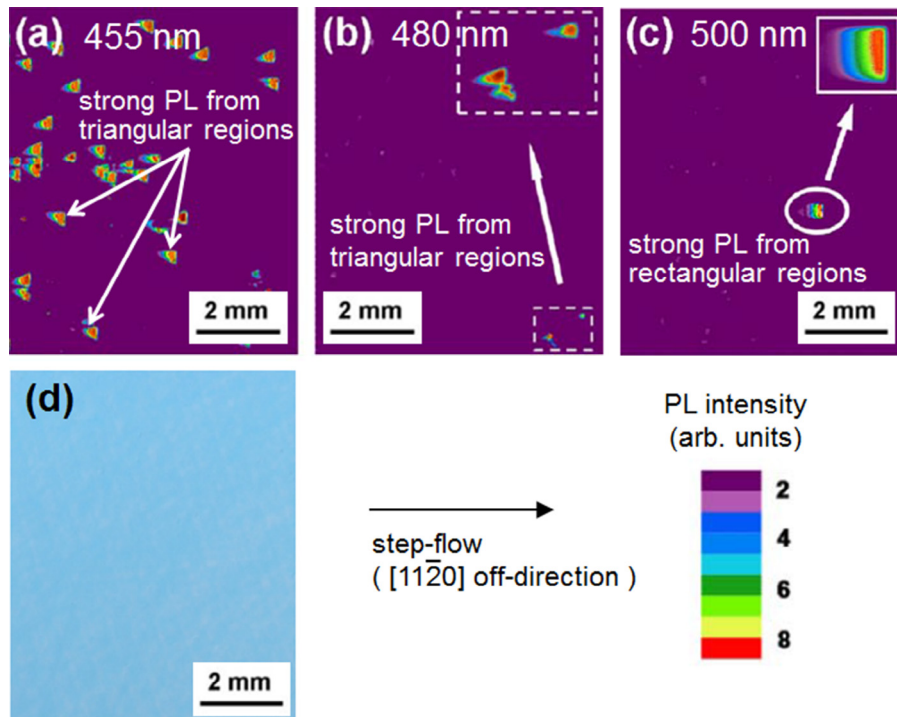 (a) 455 nm
strong PL from
triangular regions
2 mm
(b) 480 nm
strong PL from
triangular regions
2 mm
(c) 500 nm
strong PL from
rectangular regions
2 mm
(d)
2 mm
step-flow
( [112̄0] off-direction )
PL intensity
(arb. units)
2
4
6
8